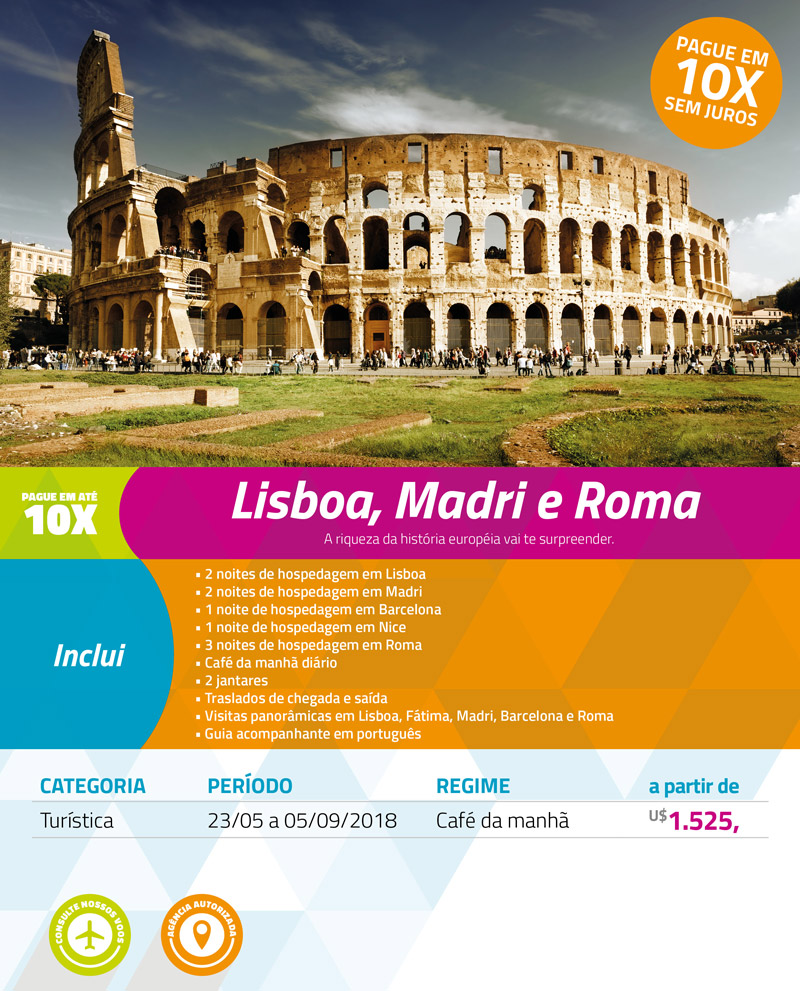 PAGUE EM
10X
SEM JUROS
PAGUE EM ATÉ
10X
Lisboa, Madri e Roma
A riqueza da história européia vai te surpreender.
Inclui
• 2 noites de hospedagem em Lisboa
• 2 noites de hospedagem em Madri
• 1 noite de hospedagem em Barcelona
• 1 noite de hospedagem em Nice
• 3 noites de hospedagem em Roma
• Café da manhã diário
• 2 jantares
• Traslados de chegada e saída
• Visitas panorâmicas em Lisboa, Fátima, Madri, Barcelona e Roma
• Guia acompanhante em português
CATEGORIA PERÍODO REGIME a partir de
Turística 23/05 a 05/09/2018 Café da manhã U$1.525,
CONSULTE NOSSOS VOOS
AGÊNCIA AUTORIZADA